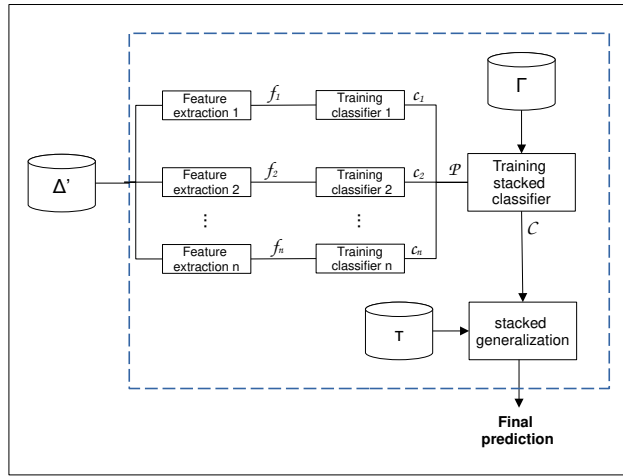 Δ'
Feature
extraction 1
f1
Training
classifier 1
c1
Feature
extraction 2
f2
Training
classifier 2
c2
⋮
⋮
Feature
extraction n
fn
Training
classifier n
cn
P
Γ
Training
stacked
classifier
C
τ
stacked
generalization
Final
prediction